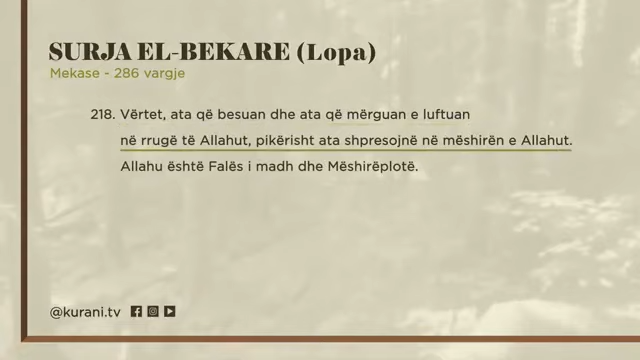 SURJA EL-BEKARE (Lopa)
Mekase - 286 vargje
218. Vërtet, ata që besuan dhe ata që mërguan e luftuan
në rrugë të Allahut, pikërisht ata shpresojnë në mëshirën e Allahut.
Allahu është Falës i madh dhe Mëshirëplotë.
@kurani.tv